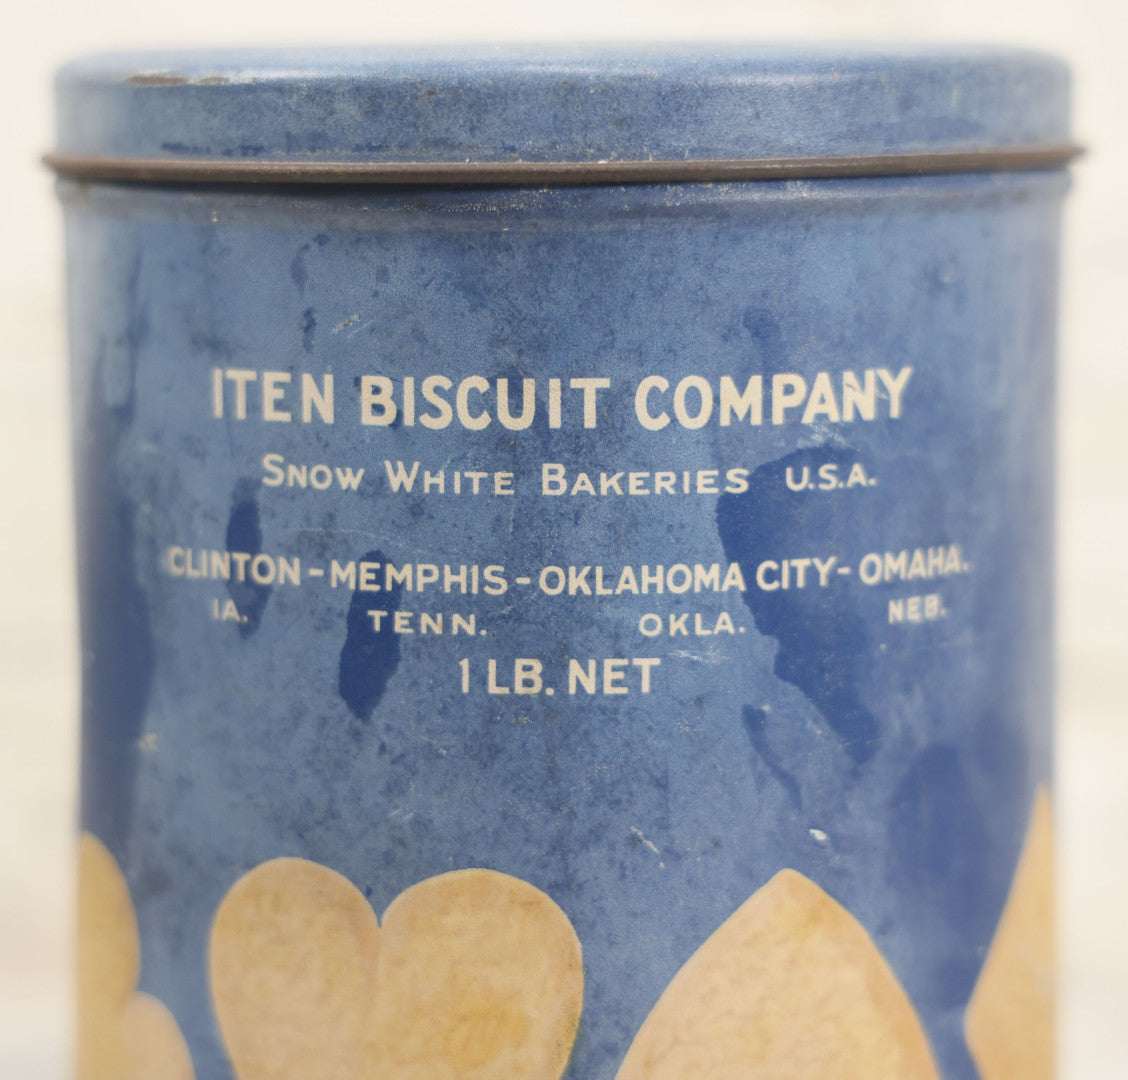 ITEN BISCUIT COMPANY
SNOW WHITE BAKERIES U.S.A.
CLINTON-MEMPHIS-OKLAHOMA CITY-OMAHA.
IA. TENN. OKLA. NEB.
1 LB. NET